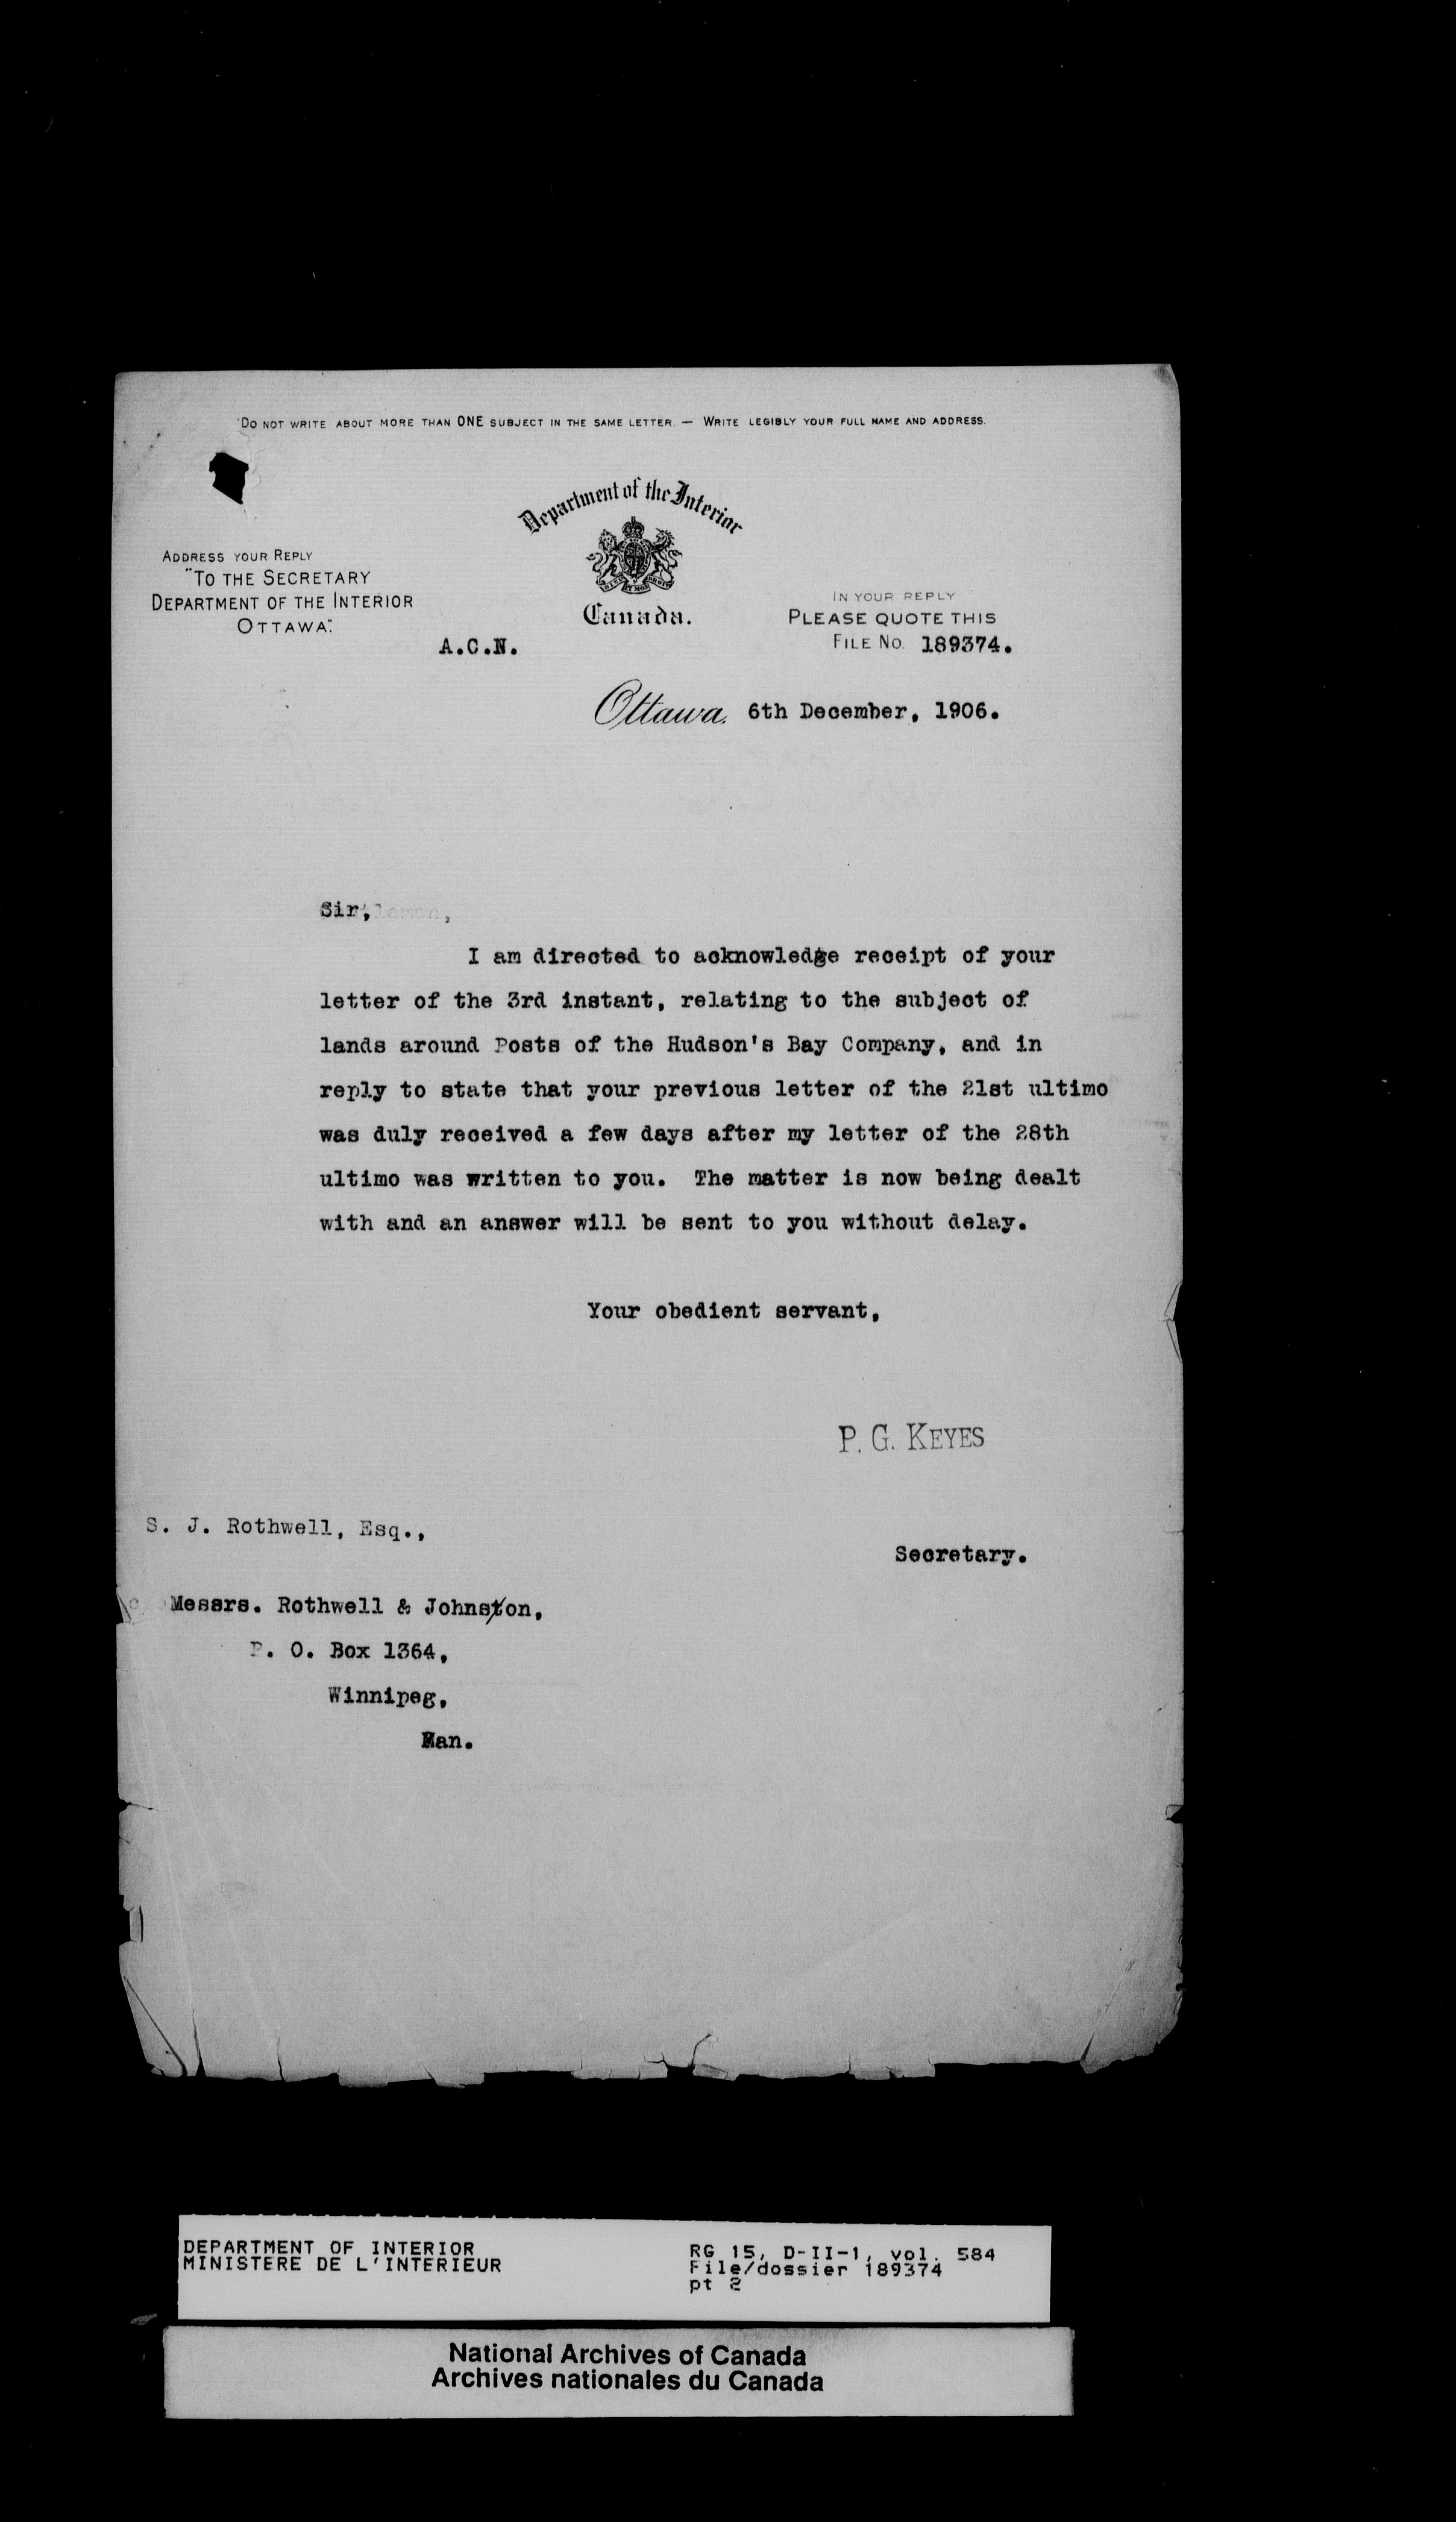 "DO NOT WRITE ABOUT MORE THAN ONE SUBJECT IN THE SAME LETTER. — WRITE LEGIBLY YOUR FULL NAME AND ADDRESS.
Department of the Interior
Canada.
ADDRESS YOUR REPLY
"TO THE SECRETARY
DEPARTMENT OF THE INTERIOR
OTTAWA".
A.C.N.
IN YOUR REPLY
PLEASE QUOTE THIS
FILE No. 189374.
Ottawa, 6th December, 1906.
Sir,
I am directed to acknowledge receipt of your
letter of the 3rd instant, relating to the subject of
lands around Posts of the Hudson's Bay Company, and in
reply to state that your previous letter of the 21st ultimo
was duly received a few days after my letter of the 28th
ultimo was written to you. The matter is now being dealt
with and an answer will be sent to you without delay.
Your obedient servant,
P. G. KEYES
Secretary.
S. J. Rothwell, Esq.,
Messrs. Rothwell & Johnston,
P. O. Box 1364,
Winnipeg,
Man.
DEPARTMENT OF INTERIOR
MINISTERE DE L'INTERIEUR
RG 15, D-II-1, vol. 584
File/dossier 189374
pt 2
National Archives of Canada
Archives nationales du Canada